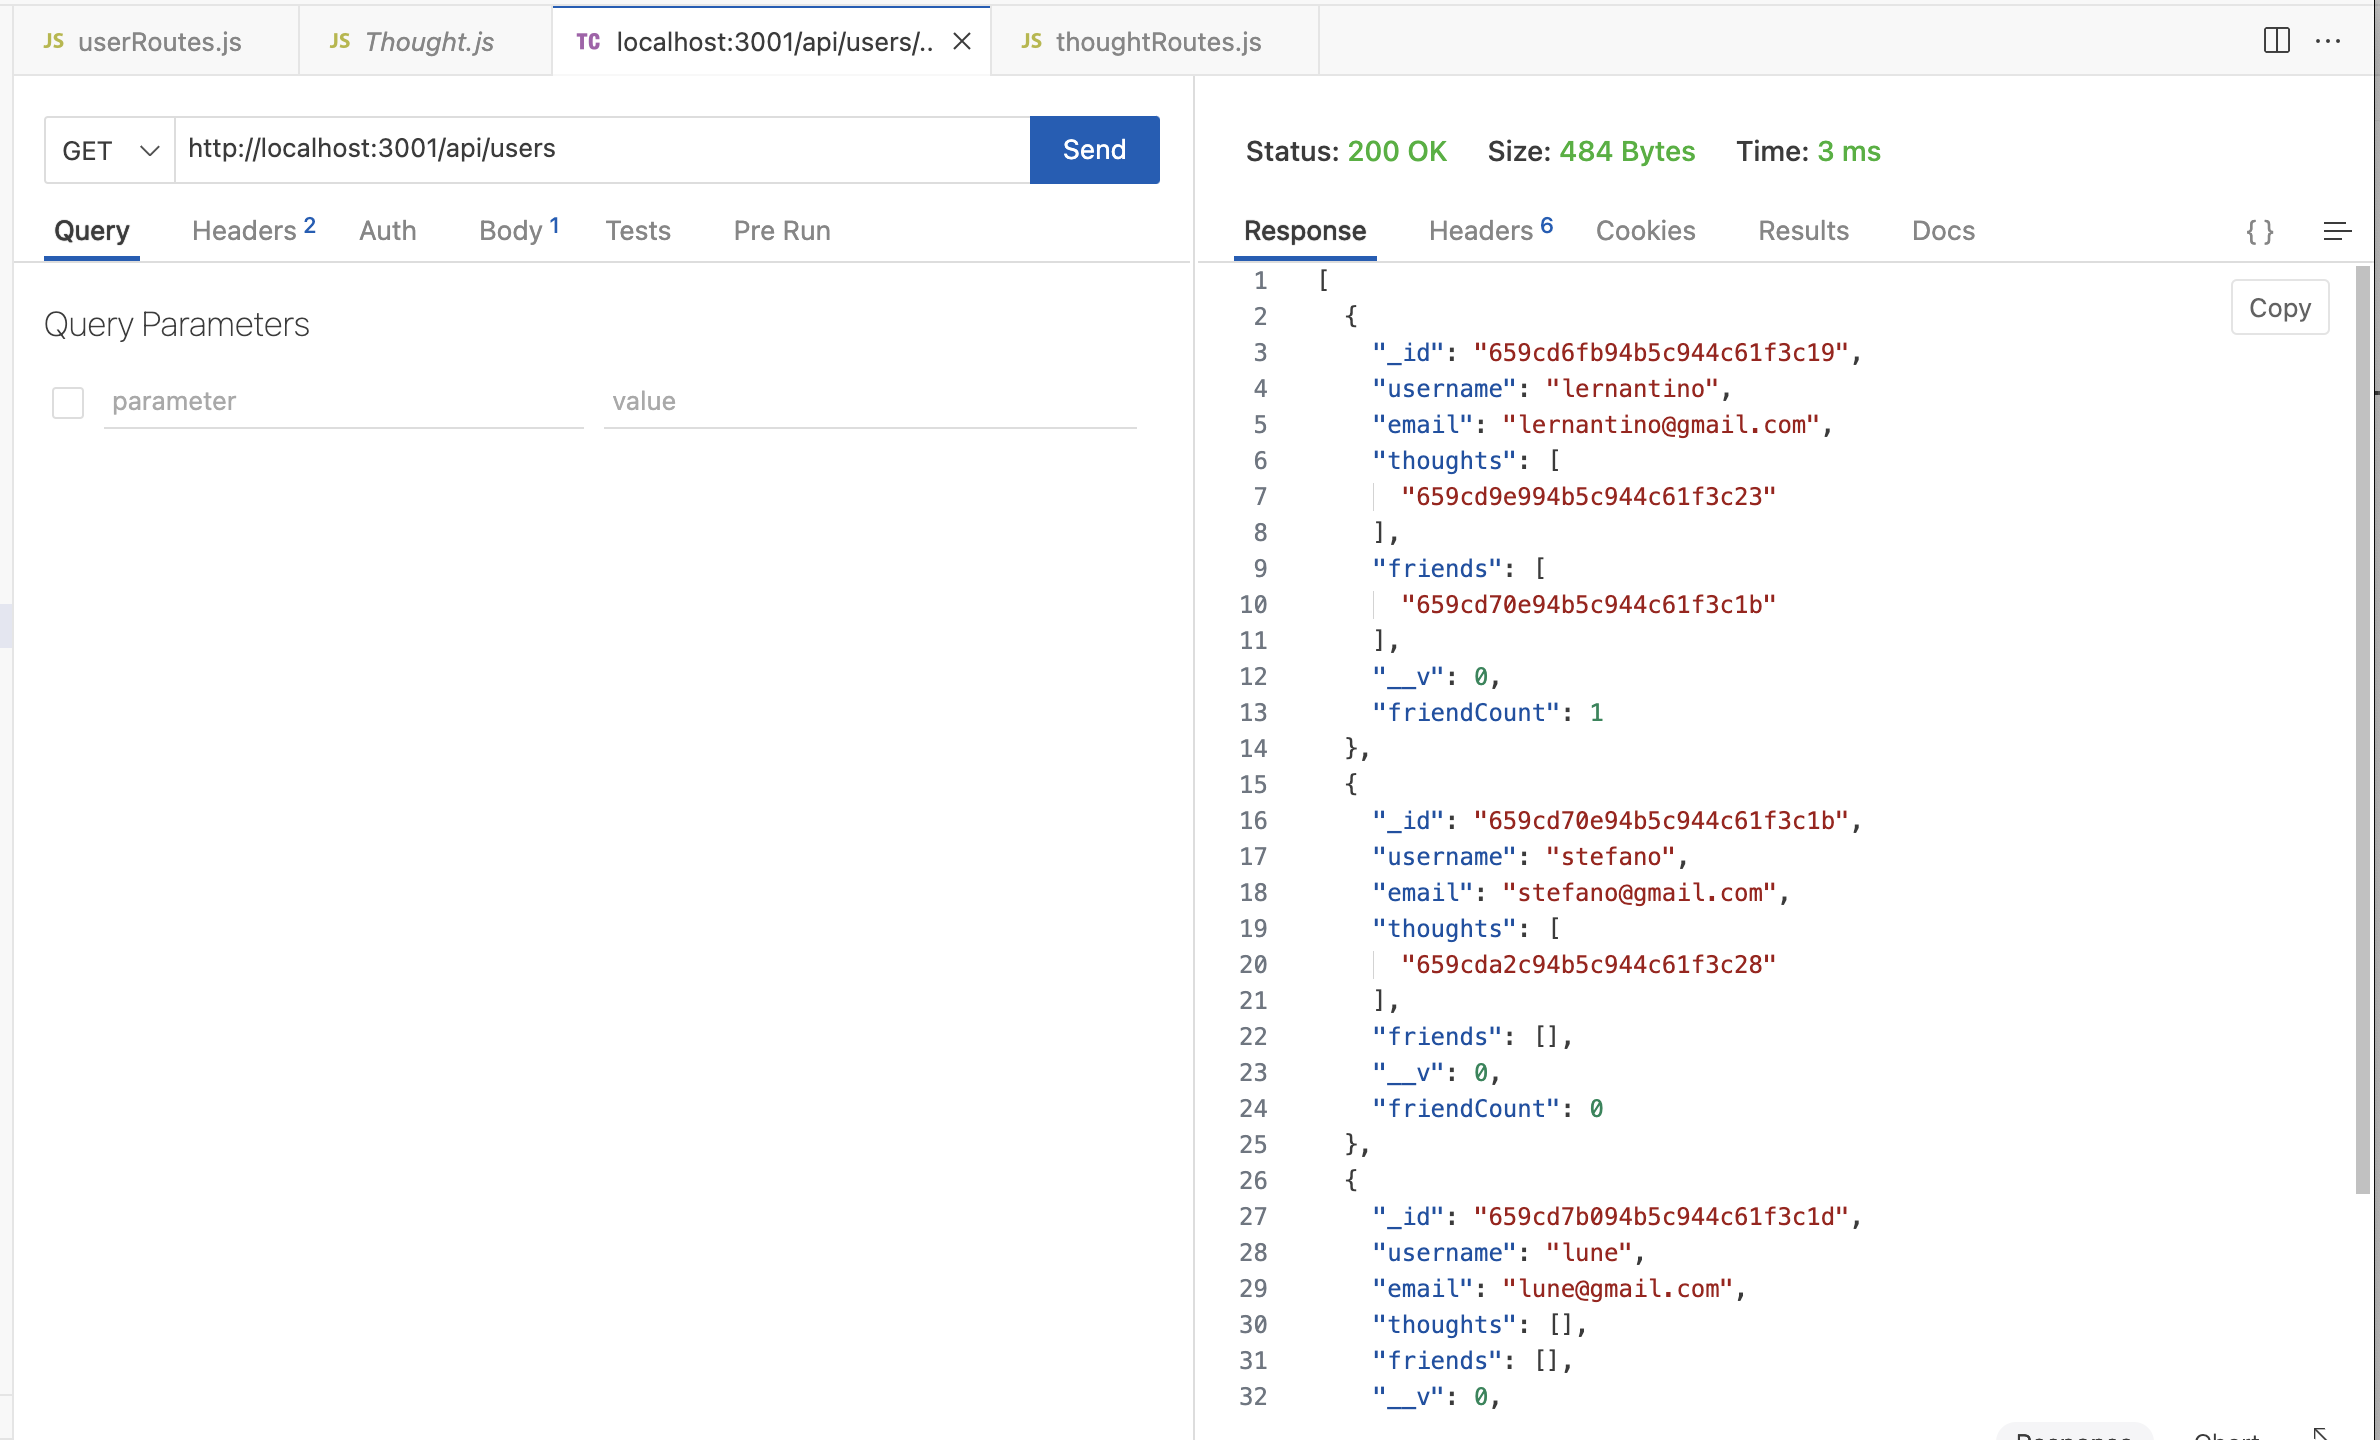 JS userRoutes.js
JS Thought.js
TC localhost:3001/api/users/..
JS thoughtRoutes.js
GET http://localhost:3001/api/users Send
Query Headers 2 Auth Body 1 Tests Pre Run
Query Parameters
parameter value
Status: 200 OK Size: 484 Bytes Time: 3 ms
Response Headers 6 Cookies Results Docs { }
Copy
1 [
2 {
3 "_id": "659cd6fb94b5c944c61f3c19",
4 "username": "lernantino",
5 "email": "lernantino@gmail.com",
6 "thoughts": [
7 "659cd9e994b5c944c61f3c23"
8 ],
9 "friends": [
10 "659cd70e94b5c944c61f3c1b"
11 ],
12 "__v": 0,
13 "friendCount": 1
14 },
15 {
16 "_id": "659cd70e94b5c944c61f3c1b",
17 "username": "stefano",
18 "email": "stefano@gmail.com",
19 "thoughts": [
20 "659cda2c94b5c944c61f3c28"
21 ],
22 "friends": [],
23 "__v": 0,
24 "friendCount": 0
25 },
26 {
27 "_id": "659cd7b094b5c944c61f3c1d",
28 "username": "lune",
29 "email": "lune@gmail.com",
30 "thoughts": [],
31 "friends": [],
32 "__v": 0,
Response Chart